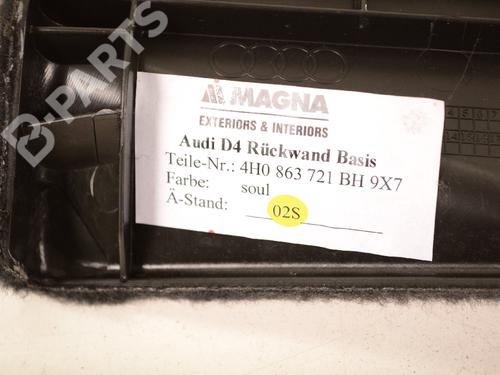 B-PARTS
MAGNA
EXTERIORS & INTERIORS
Audi D4 Rückwand Basis
Teile-Nr.: 4H0 863 721 BH 9X7
Farbe: soul
Ä-Stand: 02S